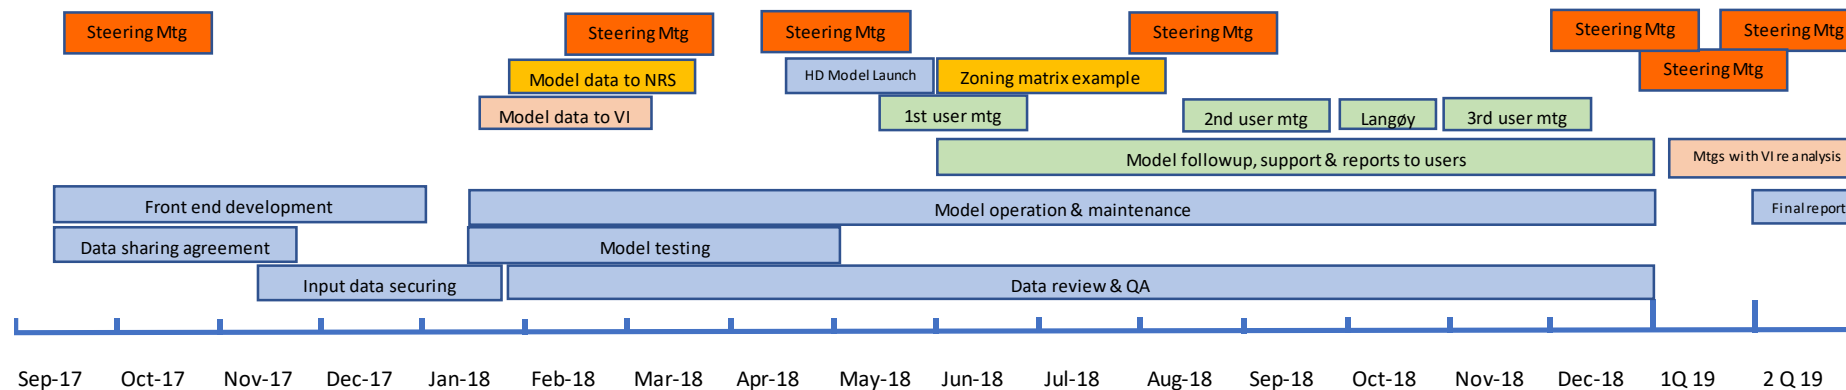 Steering Mtg
Steering Mtg
Steering Mtg
Steering Mtg
Steering Mtg
Steering Mtg
Steering Mtg
Model data to NRS
HD Model Launch
Zoning matrix example
Model data to VI
1st user mtg
2nd user mtg
Langøy
3rd user mtg
Model followup, support & reports to users
Mtgs with VI re analysis
Front end development
Model operation & maintenance
Final report
Data sharing agreement
Model testing
Input data securing
Data review & QA
Sep-17 Oct-17 Nov-17 Dec-17 Jan-18 Feb-18 Mar-18 Apr-18 May-18 Jun-18 Jul-18 Aug-18 Sep-18 Oct-18 Nov-18 Dec-18 1Q 19 2 Q 19